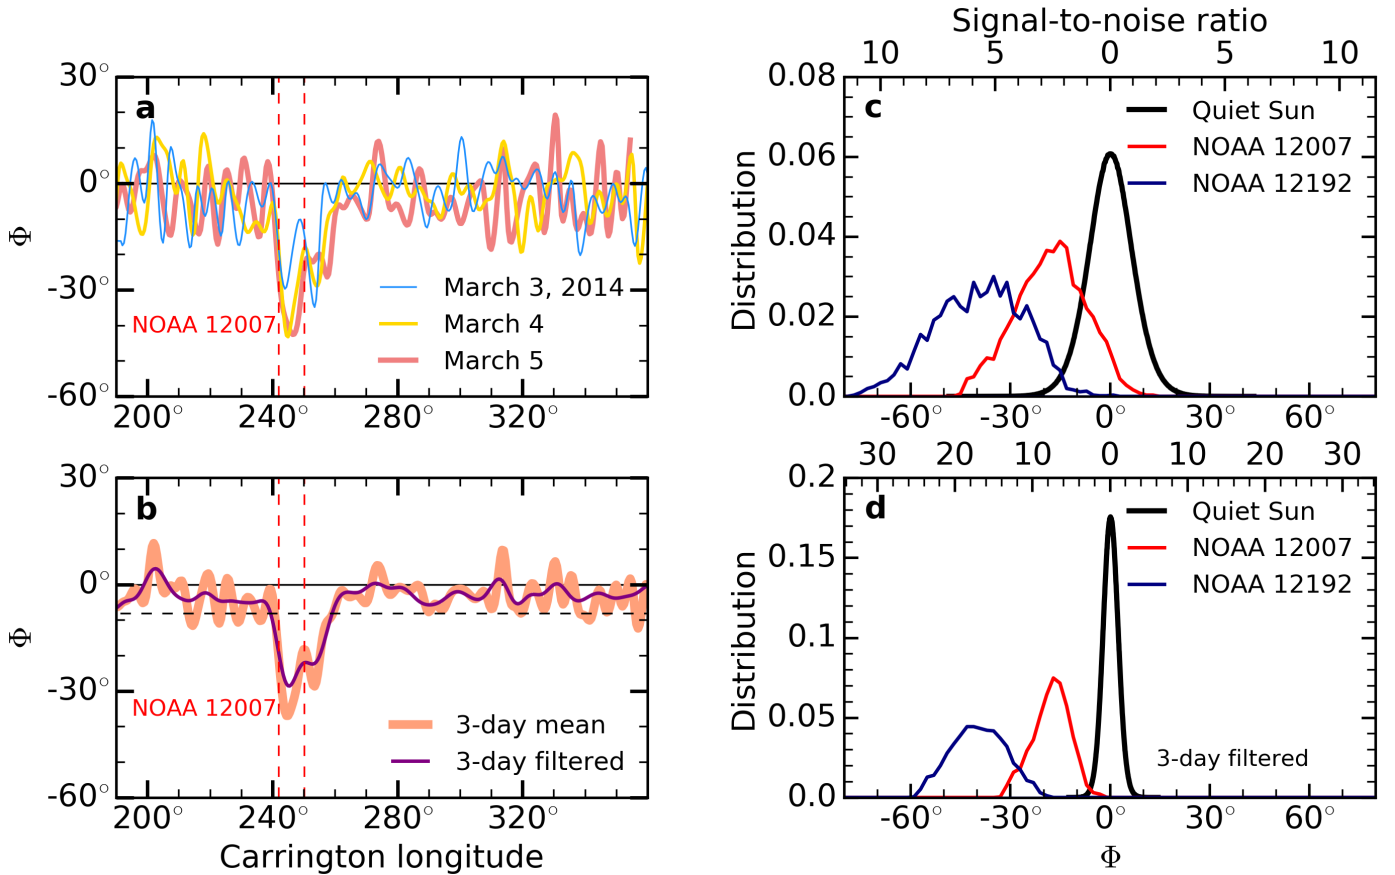 a
30°
0°
-30°
-60°
Φ
NOAA 12007
March 3, 2014
March 4
March 5
200° 240° 280° 320°
b
30°
0°
-30°
-60°
Φ
NOAA 12007
3-day mean
3-day filtered
200° 240° 280° 320°
Carrington longitude
Signal-to-noise ratio
10 5 0 5 10
c
0.08
0.06
0.04
0.02
0.0
Distribution
Quiet Sun
NOAA 12007
NOAA 12192
-60° -30° 0° 30° 60°
30 20 10 0 10 20 30
d
0.2
0.15
0.1
0.05
0.0
Distribution
Quiet Sun
NOAA 12007
NOAA 12192
3-day filtered
-60° -30° 0° 30° 60°
Φ